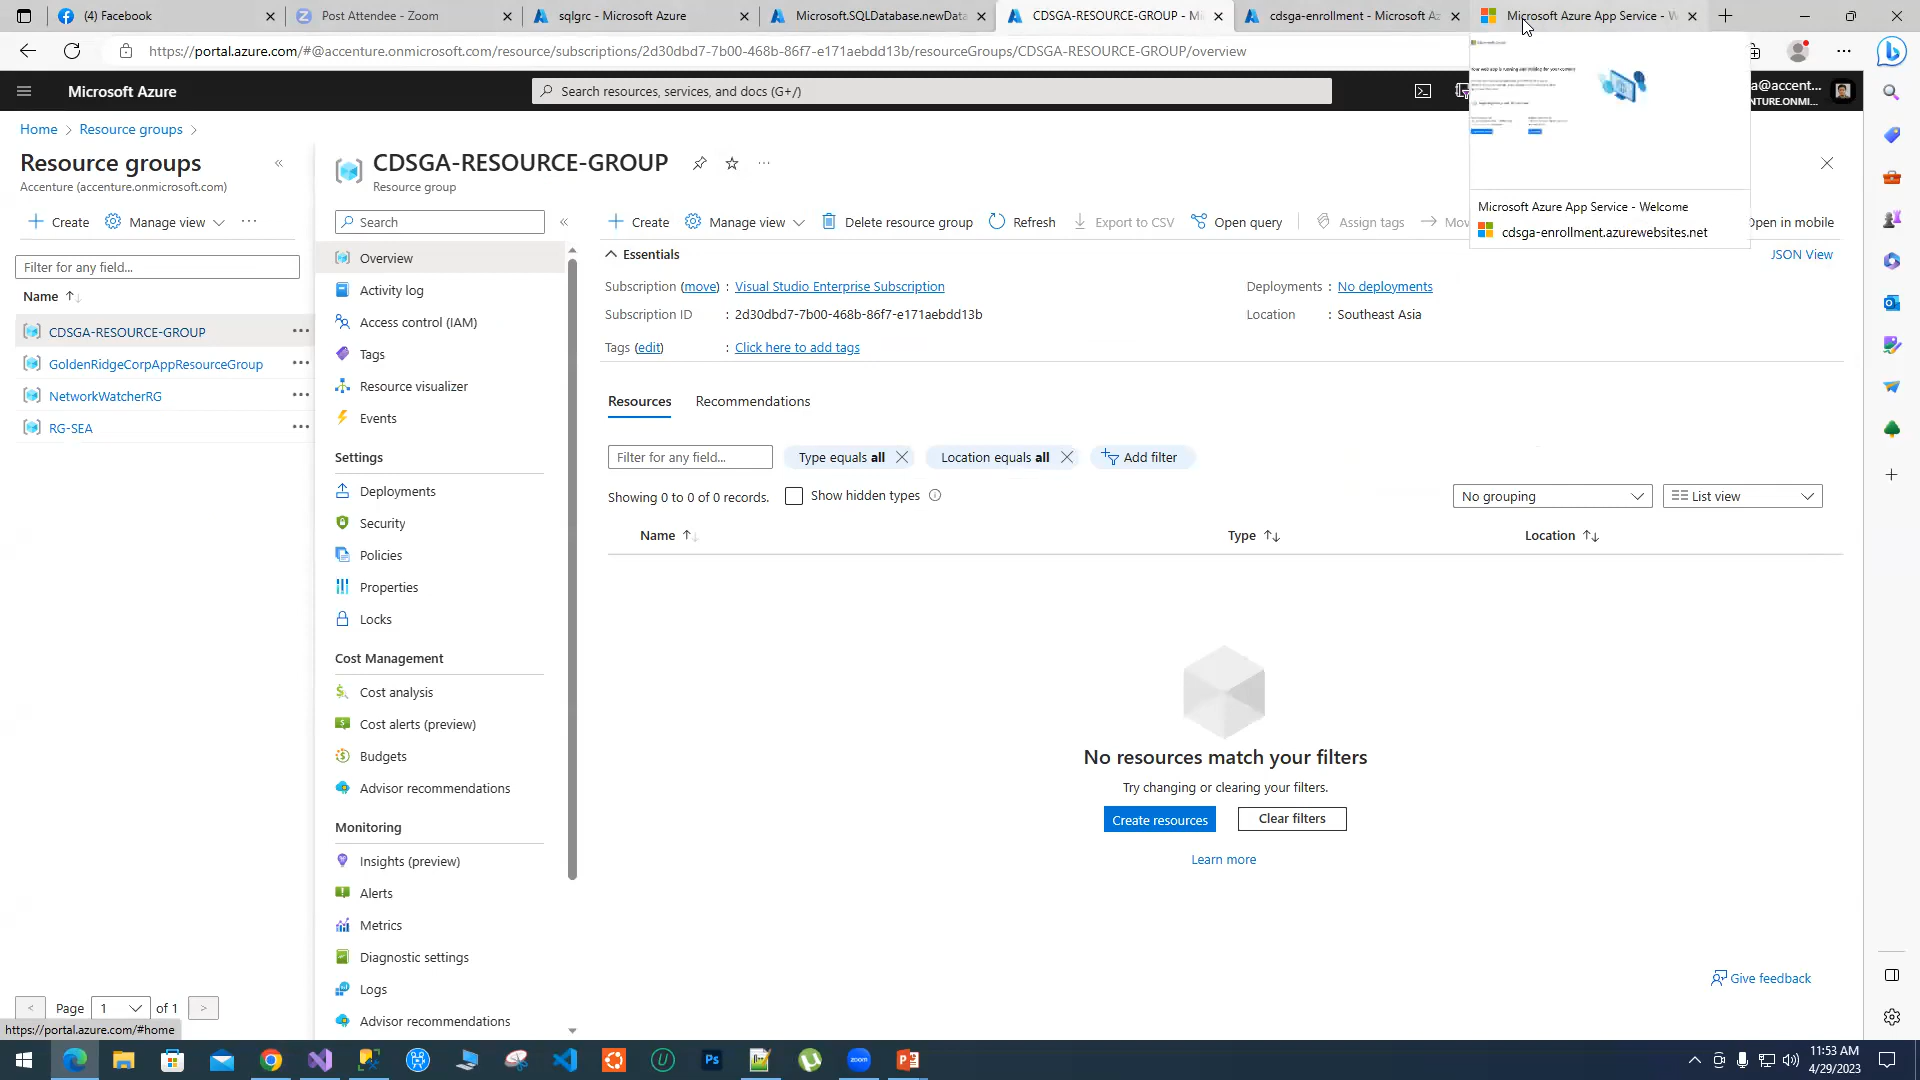 (4) Facebook
Post Attendee - Zoom
sqlgrc - Microsoft Azure
Microsoft.SQLDatabase.newData
CDSGA-RESOURCE-GROUP - Mi
cdsga-enrollment - Microsoft Az
Microsoft Azure App Service - W
https://portal.azure.com/#@accenture.onmicrosoft.com/resource/subscriptions/2d30dbd7-7b00-468b-86f7-e171aebdd13b/resourceGroups/CDSGA-RESOURCE-GROUP/overview
Microsoft Azure
Search resources, services, and docs (G+/)
a@accent...
NTURE.ONMI...
Home > Resource groups >
Resource groups
Accenture (accenture.onmicrosoft.com)
Create
Manage view
Filter for any field...
Name
CDSGA-RESOURCE-GROUP
GoldenRidgeCorpAppResourceGroup
NetworkWatcherRG
RG-SEA
< Page 1 of 1 >
https://portal.azure.com/#home
CDSGA-RESOURCE-GROUP
Resource group
Search
Overview
Activity log
Access control (IAM)
Tags
Resource visualizer
Events
Settings
Deployments
Security
Policies
Properties
Locks
Cost Management
Cost analysis
Cost alerts (preview)
Budgets
Advisor recommendations
Monitoring
Insights (preview)
Alerts
Metrics
Diagnostic settings
Logs
Advisor recommendations
Create
Manage view
Delete resource group
Refresh
Export to CSV
Open query
Assign tags
Mov
Open in mobile
Microsoft Azure App Service - Welcome
cdsga-enrollment.azurewebsites.net
Essentials
JSON View
Subscription (move) : Visual Studio Enterprise Subscription
Deployments : No deployments
Subscription ID : 2d30dbd7-7b00-468b-86f7-e171aebdd13b
Location : Southeast Asia
Tags (edit) : Click here to add tags
Resources
Recommendations
Filter for any field...
Type equals all
Location equals all
Add filter
Showing 0 to 0 of 0 records.
Show hidden types
No grouping
List view
Name
Type
Location
No resources match your filters
Try changing or clearing your filters.
Create resources
Clear filters
Learn more
Give feedback
Ps
zoom
11:53 AM
4/29/2023